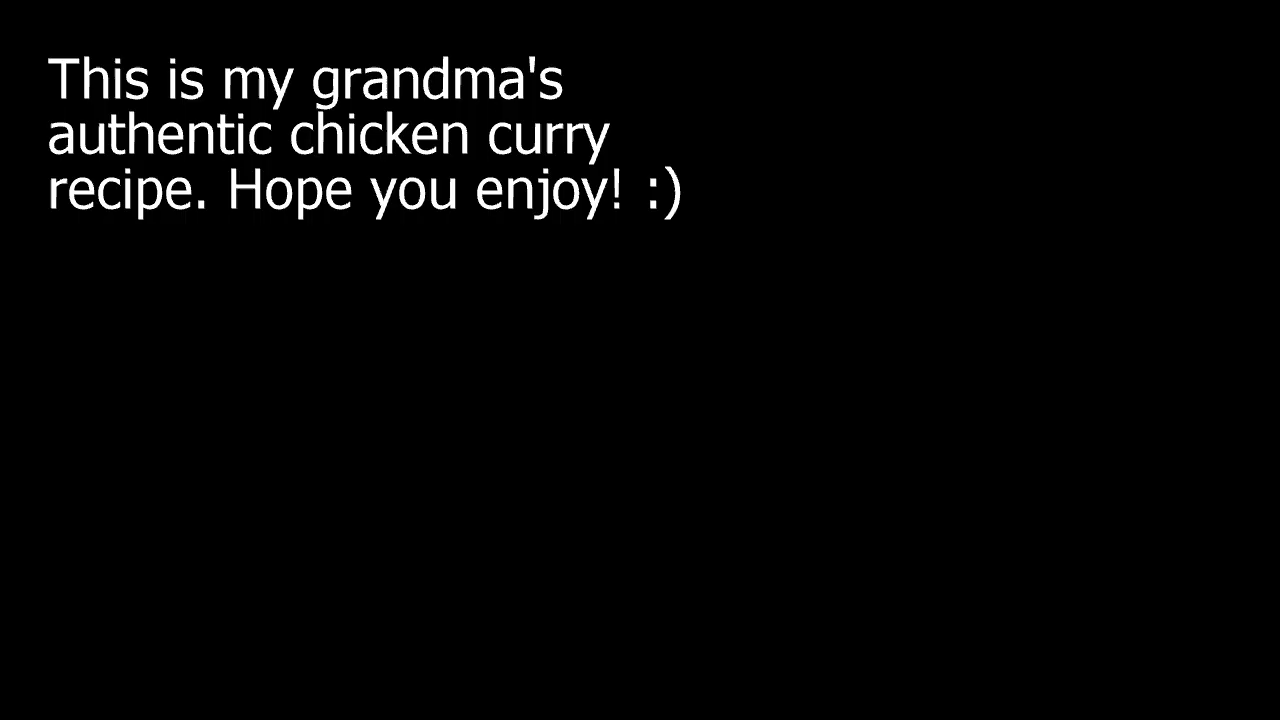 This is my grandma's
authentic chicken curry
recipe. Hope you enjoy! :)